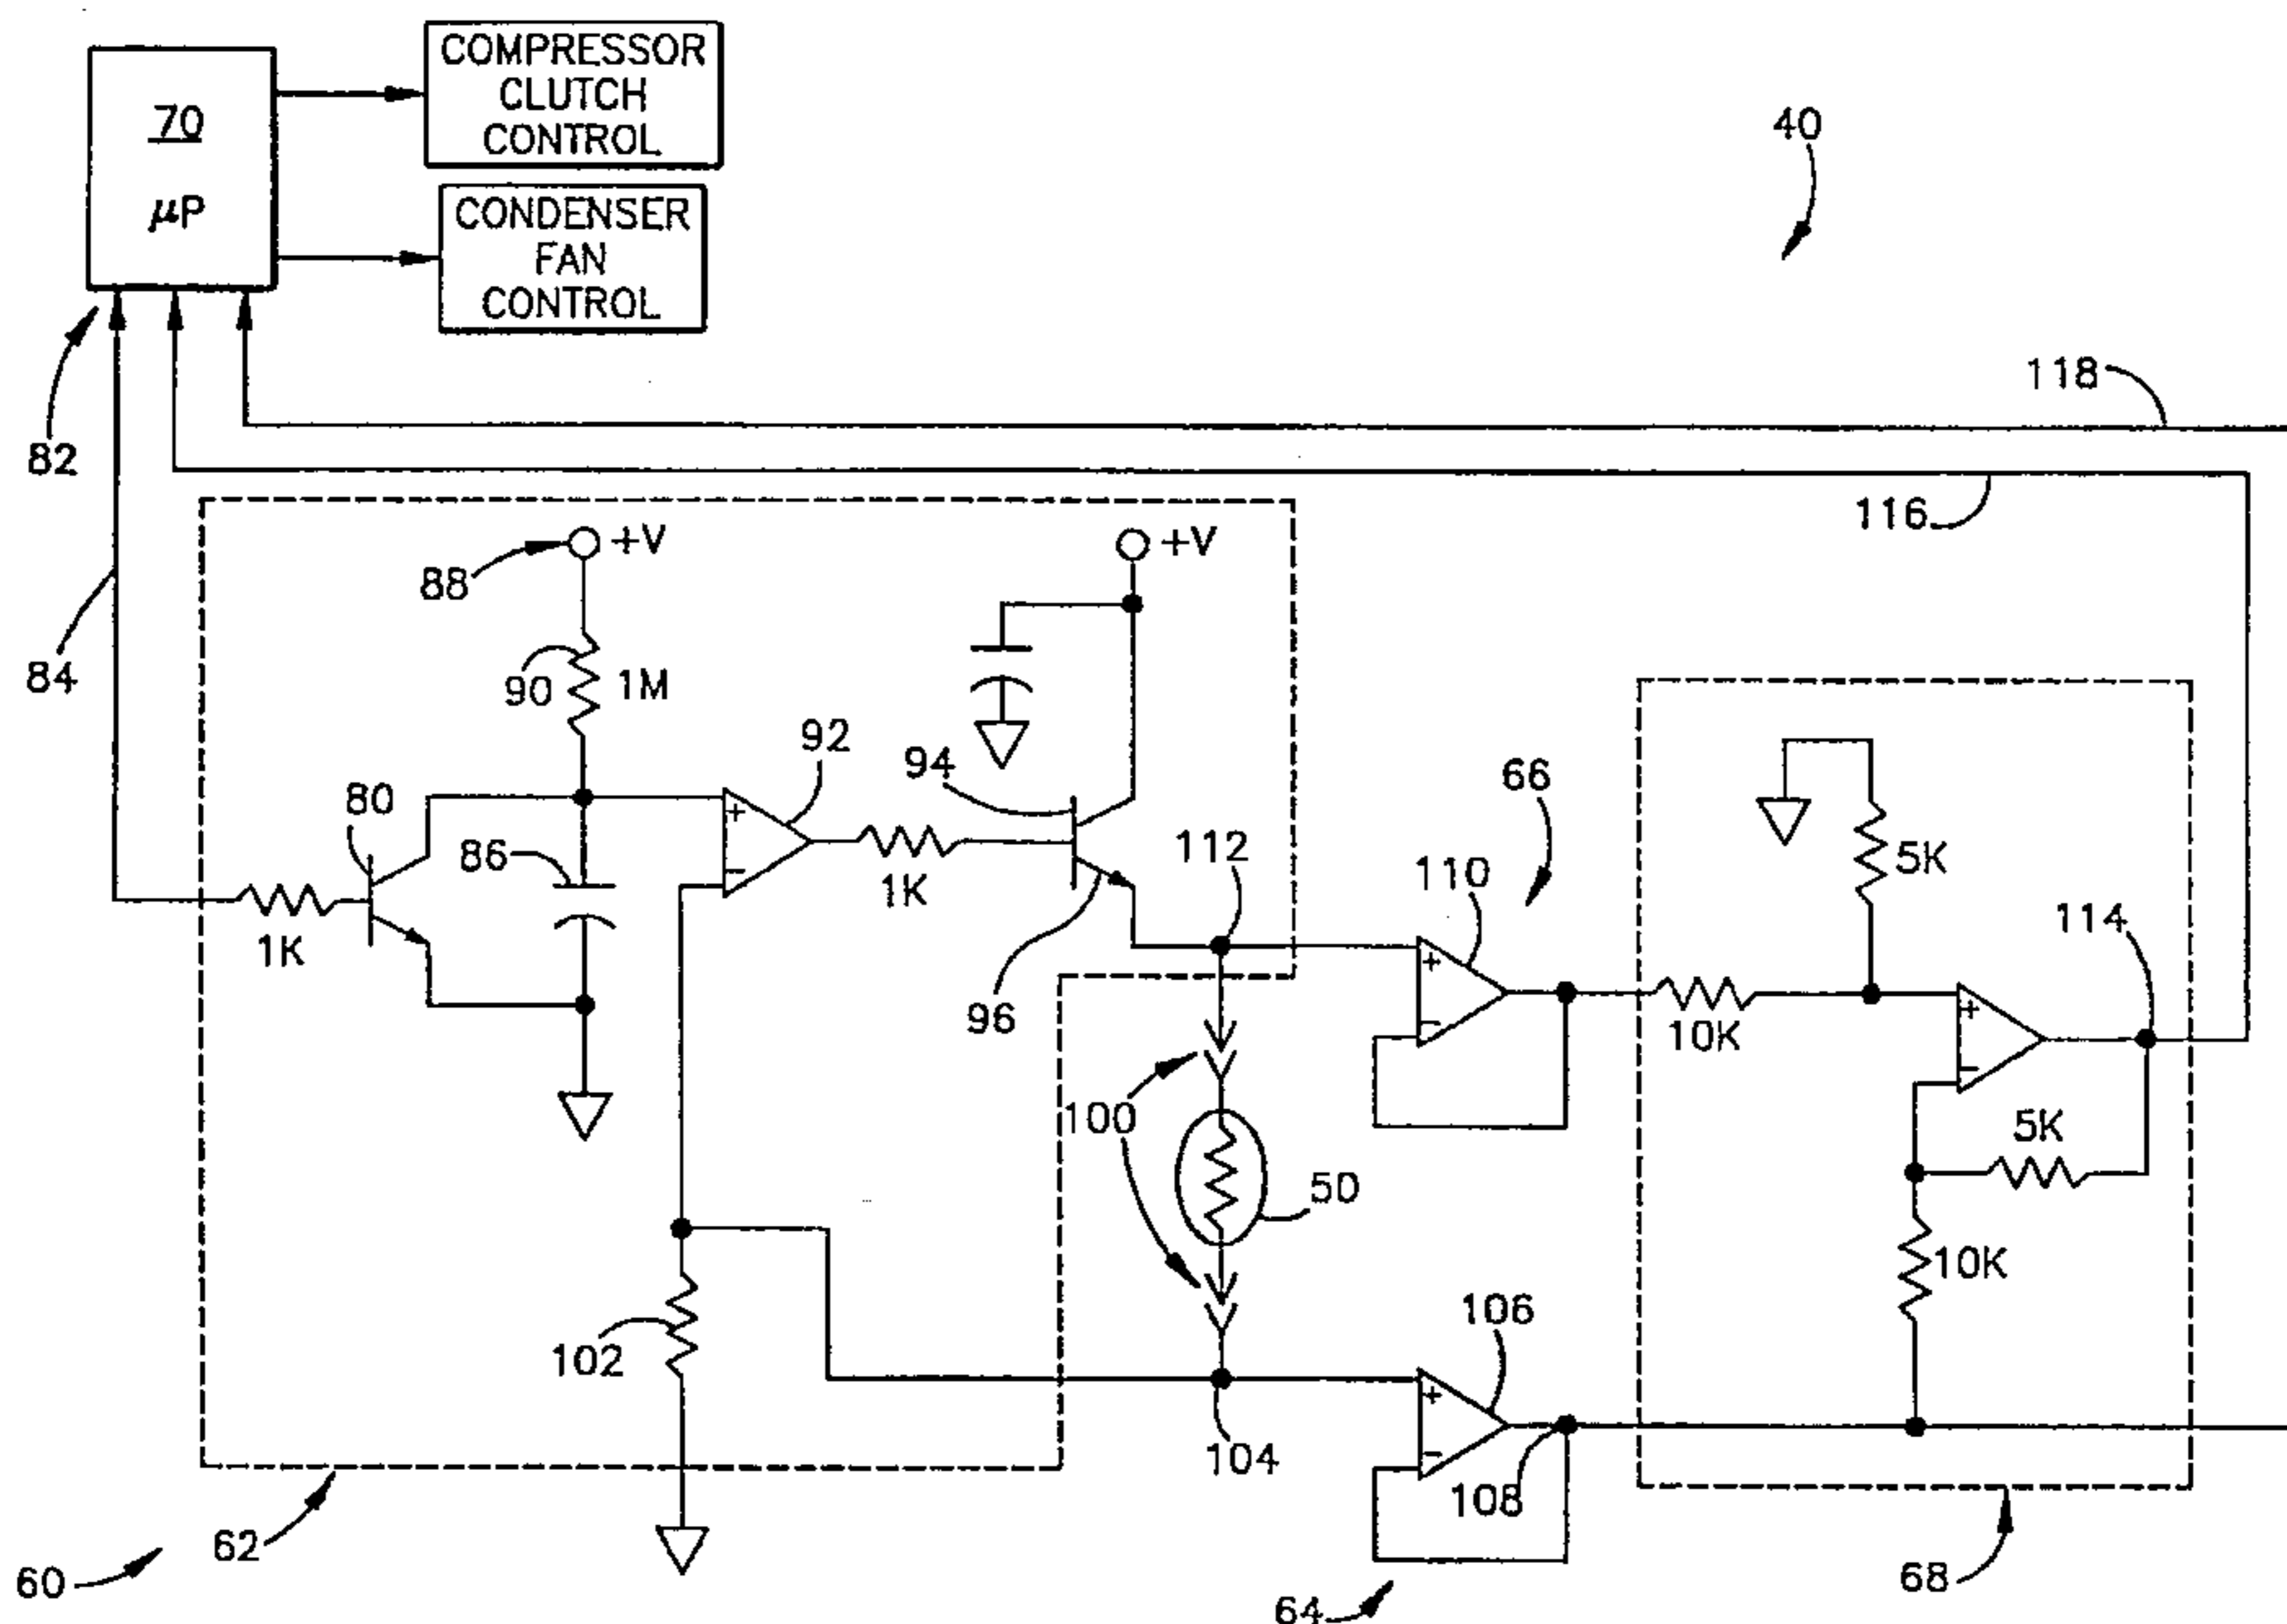 COMPRESSOR
CLUTCH
CONTROL
70
μP
40
CONDENSER
FAN
CONTROL
118
82
116
+V
+V
88
84
90
1M
92
94
66
80
86
112
110
5K
114
1K
1K
96
10K
100
5K
50
10K
102
106
104
108
62
60
68
64
+
-
+
-
+
-
+
-